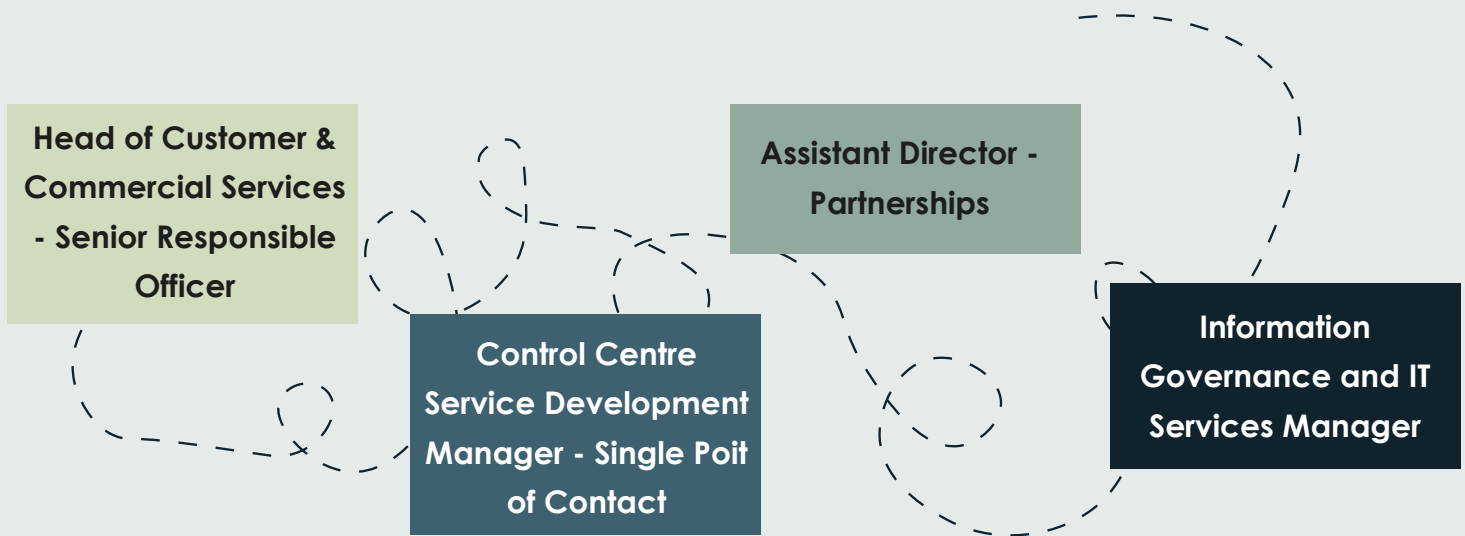 Head of Customer &
Commercial Services
- Senior Responsible
Officer
Control Centre
Service Development
Manager - Single Poit
of Contact
Assistant Director -
Partnerships
Information
Governance and IT
Services Manager